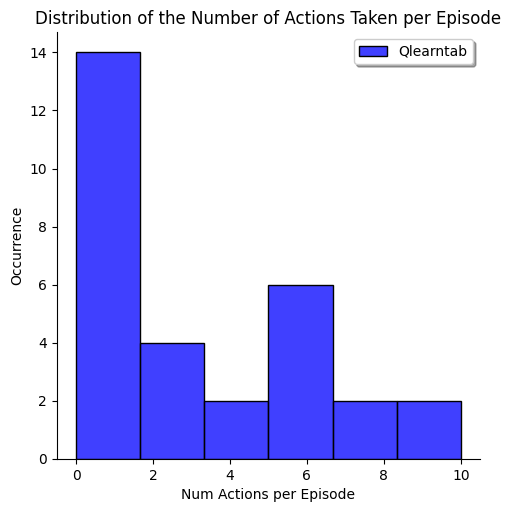 Distribution of the Number of Actions Taken per Episode
Qlearntab
14
12
10
8
6
4
2
0
Occurrence
0 2 4 6 8 10
Num Actions per Episode